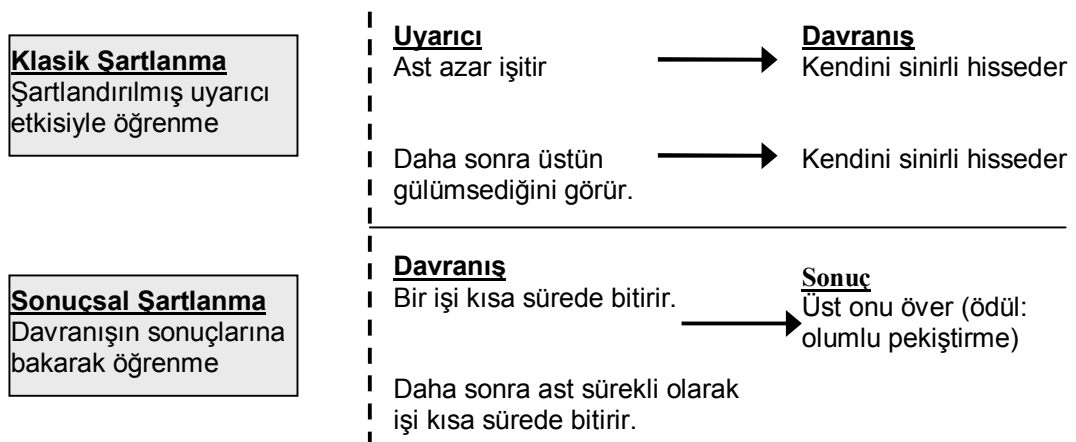 Klasik Şartlanma
Şartlandırılmış uyarıcı
etkisiyle öğrenme
Uyarıcı
Ast azar işitir
Davranış
Kendini sinirli hisseder
Daha sonra üstün
gülümsediğini görür.
Kendini sinirli hisseder
Sonuçsal Şartlanma
Davranışın sonuçlarına
bakarak öğrenme
Davranış
Bir işi kısa sürede bitirir.
Sonuç
Üst onu över (ödül:
olumlu pekiştirme)
Daha sonra ast sürekli olarak
işi kısa sürede bitirir.